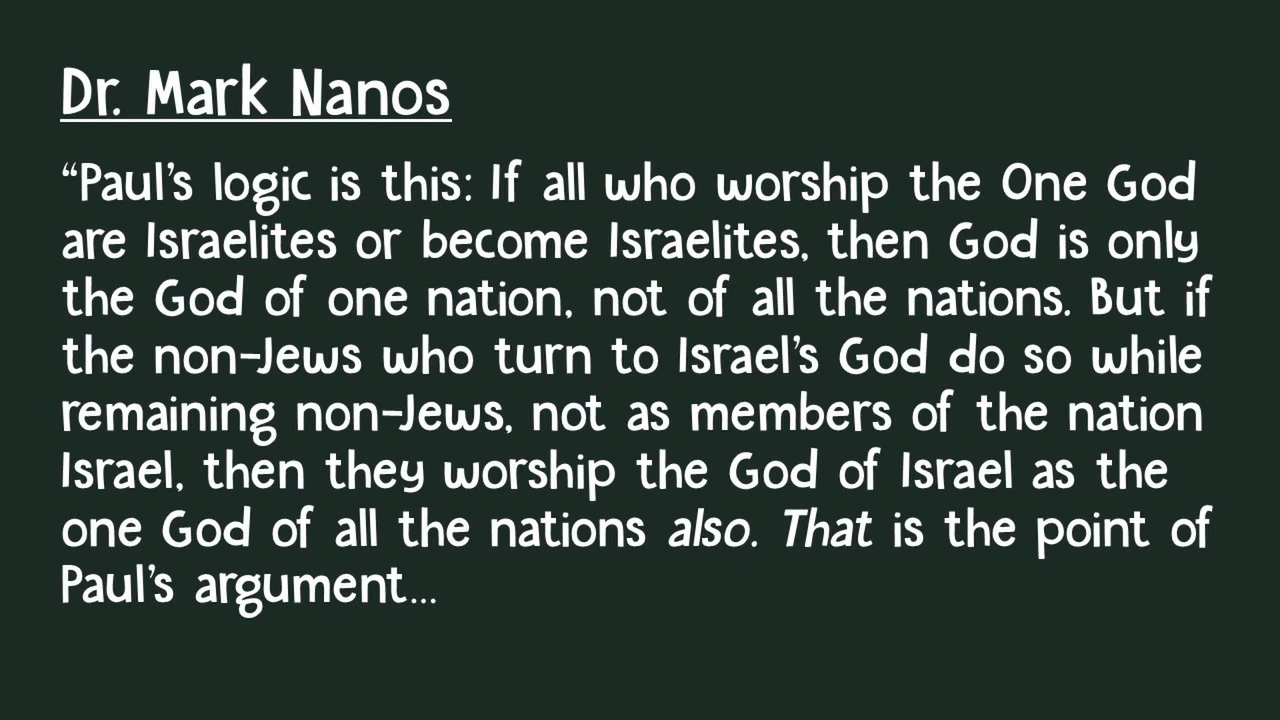 Dr. Mark Nanos
“Paul’s logic is this: If all who worship the One God
are Israelites or become Israelites, then God is only
the God of one nation, not of all the nations. But if
the non-Jews who turn to Israel’s God do so while
remaining non-Jews, not as members of the nation
Israel, then they worship the God of Israel as the
one God of all the nations also. That is the point of
Paul’s argument...